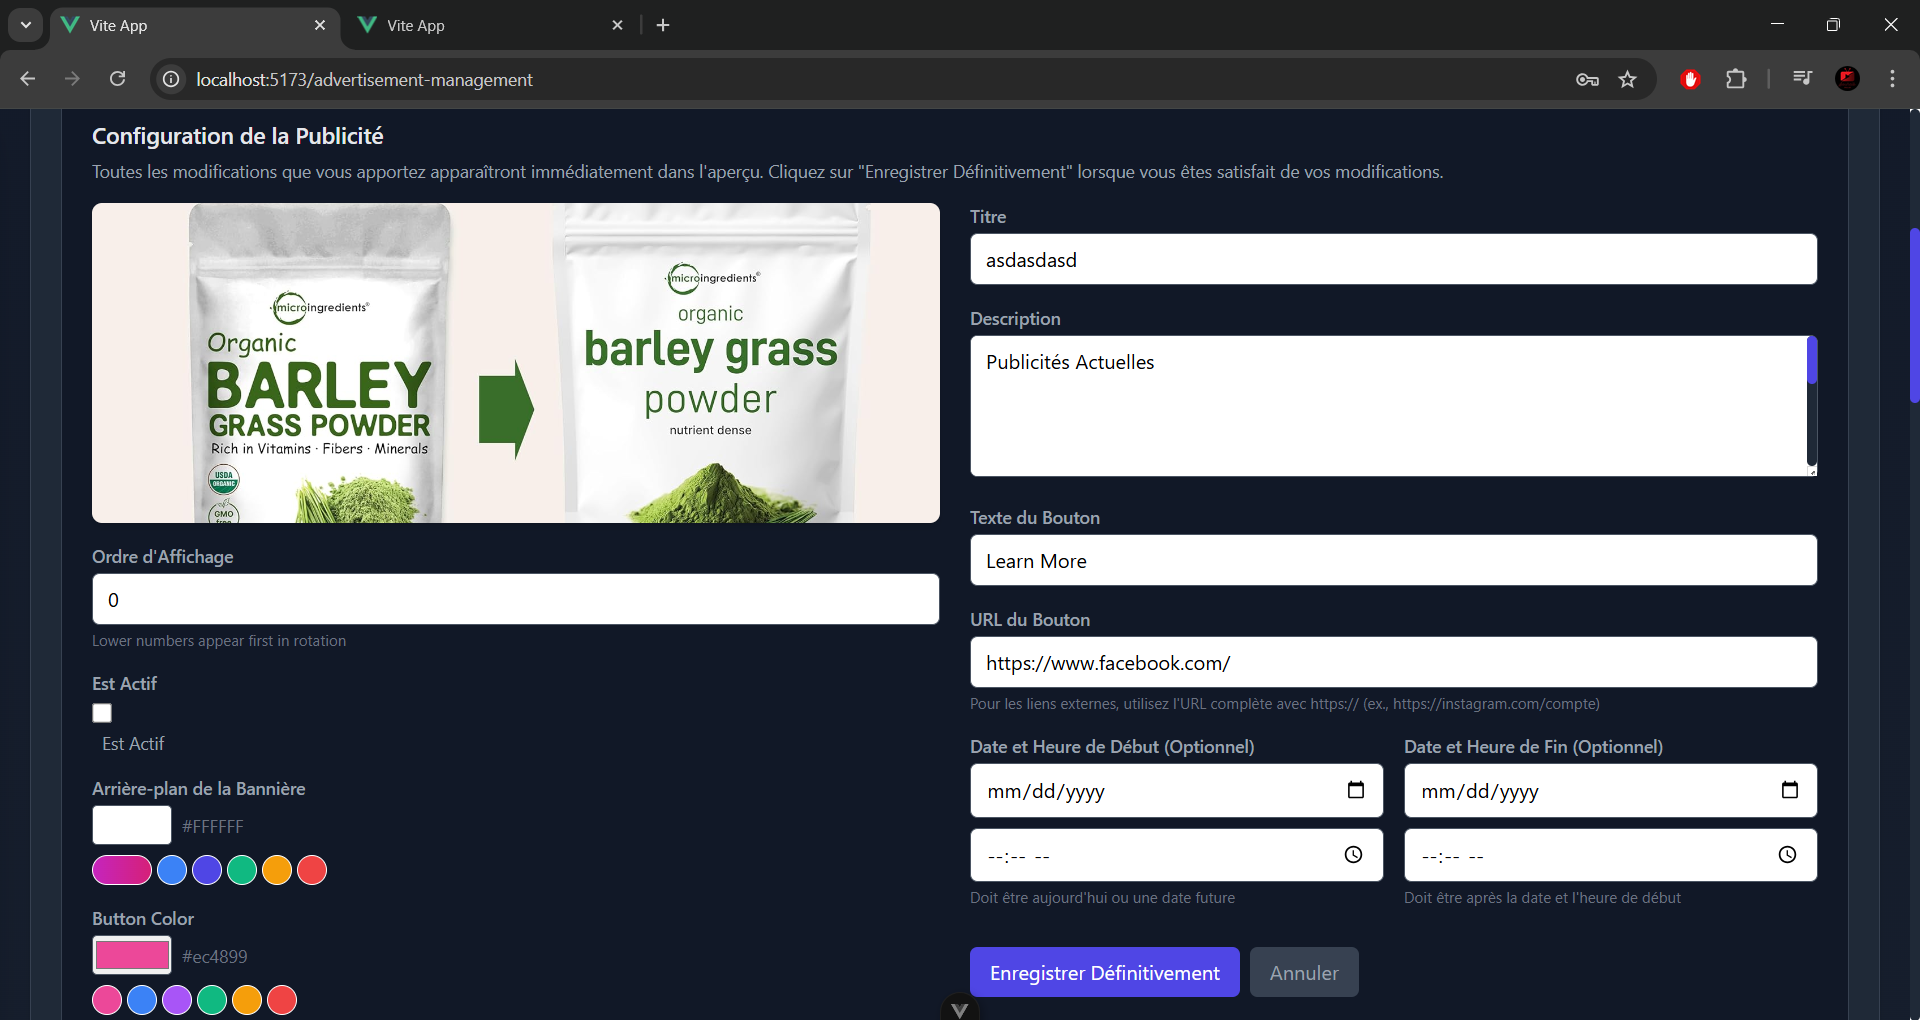 Vite App
Vite App
localhost:5173/advertisement-management
Configuration de la Publicité
Toutes les modifications que vous apportez apparaîtront immédiatement dans l'aperçu. Cliquez sur "Enregistrer Définitivement" lorsque vous êtes satisfait de vos modifications.
microingredients®
Organic
BARLEY
GRASS POWDER
Rich in Vitamins · Fibers · Minerals
USDA
ORGANIC
GMO
free
microingredients®
organic
barley grass
powder
nutrient dense
Ordre d'Affichage
0
Lower numbers appear first in rotation
Est Actif
Est Actif
Arrière-plan de la Bannière
#FFFFFF
Button Color
#ec4899
Titre
asdasdasd
Description
Publicités Actuelles
Texte du Bouton
Learn More
URL du Bouton
https://www.facebook.com/
Pour les liens externes, utilisez l'URL complète avec https:// (ex., https://instagram.com/compte)
Date et Heure de Début (Optionnel)
mm/dd/yyyy
--:-- --
Doit être aujourd'hui ou une date future
Date et Heure de Fin (Optionnel)
mm/dd/yyyy
--:-- --
Doit être après la date et l'heure de début
Enregistrer Définitivement
Annuler